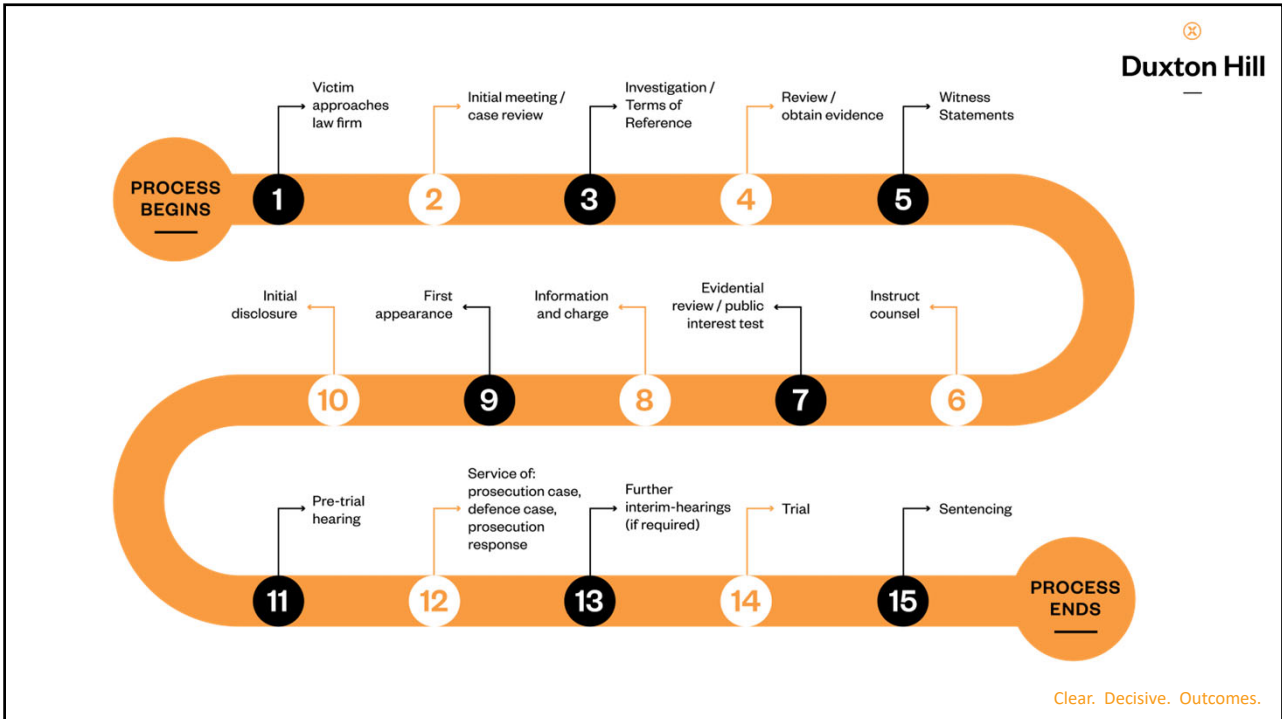 Duxton Hill
PROCESS
BEGINS
1
Victim
approaches
law firm
2
Initial meeting /
case review
3
Investigation /
Terms of
Reference
4
Review /
obtain evidence
5
Witness
Statements
6
Instruct
counsel
7
Evidential
review / public
interest test
8
Information
and charge
9
First
appearance
10
Initial
disclosure
11
Pre-trial
hearing
12
Service of:
prosecution case,
defence case,
prosecution
response
13
Further
interim-hearings
(if required)
14
Trial
15
Sentencing
PROCESS
ENDS
Clear. Decisive. Outcomes.